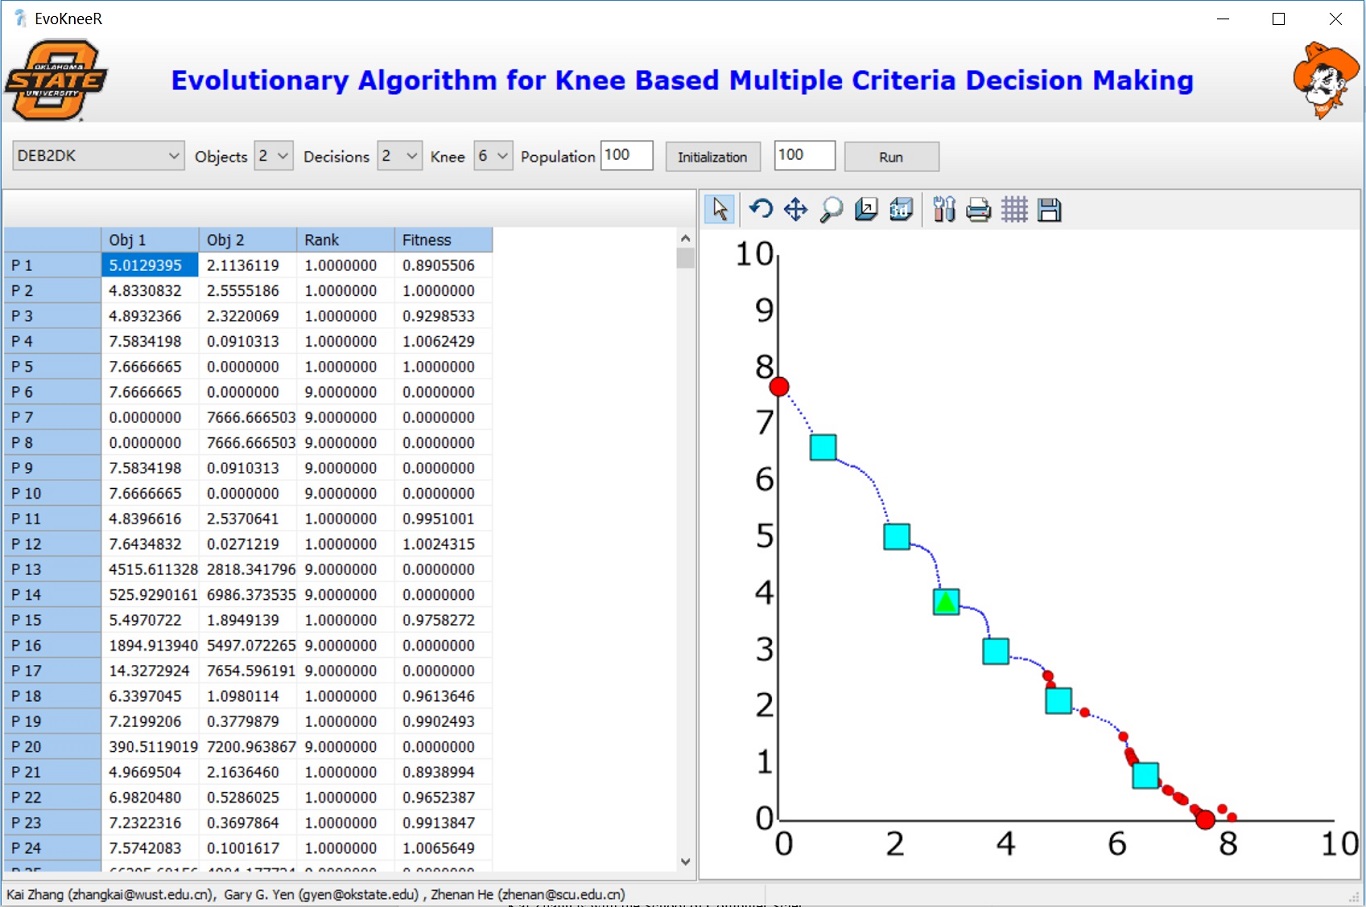 EvoKneeR
OKLAHOMA
STATE
UNIVERSITY
Evolutionary Algorithm for Knee Based Multiple Criteria Decision Making
DEB2DK Objects 2 Decisions 2 Knee 6 Population 100 Initialization 100 Run
Obj 1 Obj 2 Rank Fitness
P 1 5.0129395 2.1136119 1.0000000 0.8905506
P 2 4.8330832 2.5555186 1.0000000 1.0000000
P 3 4.8932366 2.3220069 1.0000000 0.9298533
P 4 7.5834198 0.0910313 1.0000000 1.0062429
P 5 7.6666665 0.0000000 1.0000000 1.0000000
P 6 7.6666665 0.0000000 9.0000000 0.0000000
P 7 0.0000000 7666.666503 9.0000000 0.0000000
P 8 0.0000000 7666.666503 9.0000000 0.0000000
P 9 7.5834198 0.0910313 9.0000000 0.0000000
P 10 7.6666665 0.0000000 9.0000000 0.0000000
P 11 4.8396616 2.5370641 1.0000000 0.9951001
P 12 7.6434832 0.0271219 1.0000000 1.0024315
P 13 4515.611328 2818.341796 9.0000000 0.0000000
P 14 525.9290161 6986.373535 9.0000000 0.0000000
P 15 5.4970722 1.8949139 1.0000000 0.9758272
P 16 1894.913940 5497.072265 9.0000000 0.0000000
P 17 14.3272924 7654.596191 9.0000000 0.0000000
P 18 6.3397045 1.0980114 1.0000000 0.9613646
P 19 7.2199206 0.3779879 1.0000000 0.9902493
P 20 390.5119019 7200.963867 9.0000000 0.0000000
P 21 4.9669504 2.1636460 1.0000000 0.8938994
P 22 6.9820480 0.5286025 1.0000000 0.9652387
P 23 7.2322316 0.3697864 1.0000000 0.9913847
P 24 7.5742083 0.1001617 1.0000000 1.0065649
3d
10
9
8
7
6
5
4
3
2
1
0
0 2 4 6 8 10
Kai Zhang (zhangkai@wust.edu.cn), Gary G. Yen (gyen@okstate.edu) , Zhenan He (zhenan@scu.edu.cn)